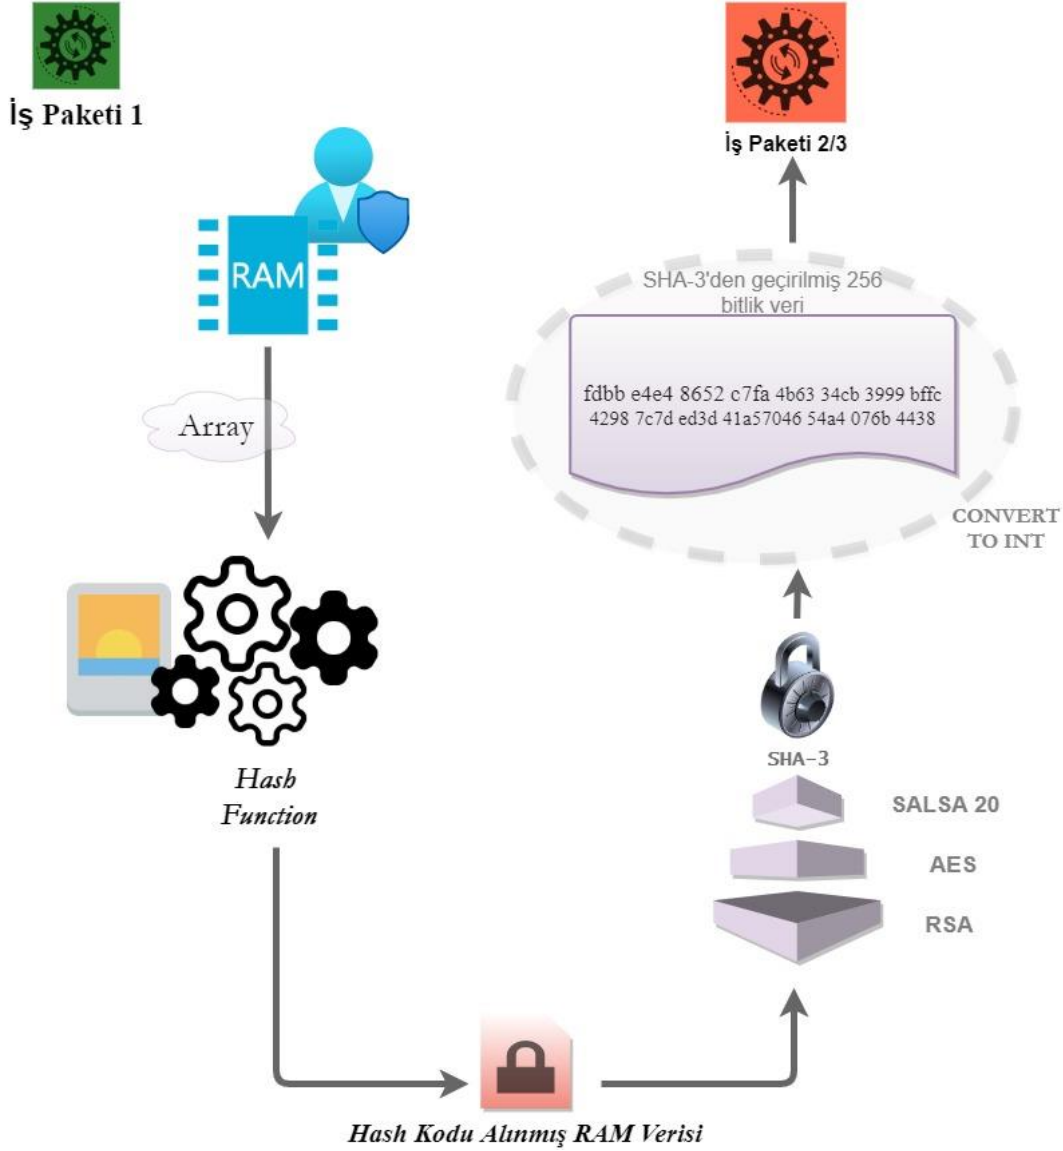 İş Paketi 1
RAM
Array
Hash
Function
Hash Kodu Alınmış RAM Verisi
RSA
AES
SALSA 20
SHA-3
CONVERT
TO INT
SHA-3'den geçirilmiş 256
bitlik veri
fdbb e4e4 8652 c7fa 4b63 34cb 3999 bffc
4298 7c7d ed3d 41a57046 54a4 076b 4438
İş Paketi 2/3